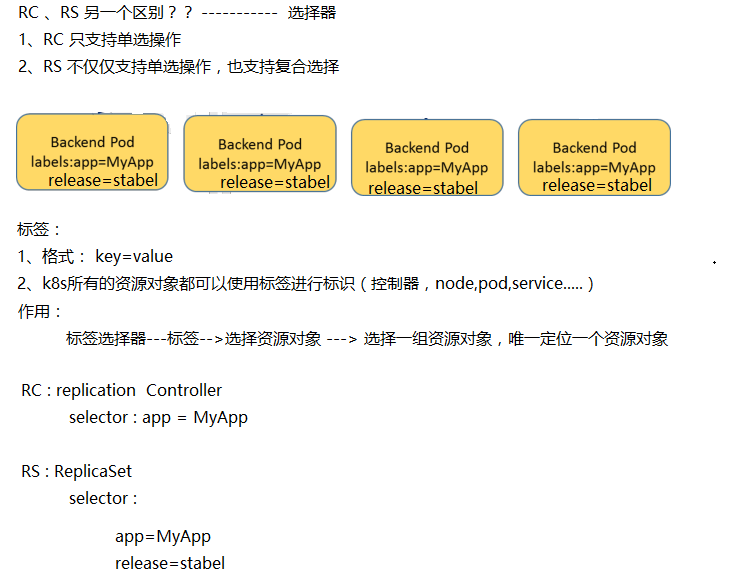 RC 、RS 另一个区别？？ ----------- 选择器
1、RC 只支持单选操作
2、RS 不仅仅支持单选操作，也支持复合选择
Backend Pod
labels:app=MyApp
release=stabel
Backend Pod
labels:app=MyApp
release=stabel
Backend Pod
labels:app=MyApp
release=stabel
Backend Pod
labels:app=MyApp
release=stabel
标签：
1、格式： key=value
2、k8s所有的资源对象都可以使用标签进行标识（控制器，node,pod,service.....）
作用：
标签选择器---标签-->选择资源对象 ---> 选择一组资源对象，唯一定位一个资源对象
RC : replication Controller
selector : app = MyApp
RS : ReplicaSet
selector :
app=MyApp
release=stabel